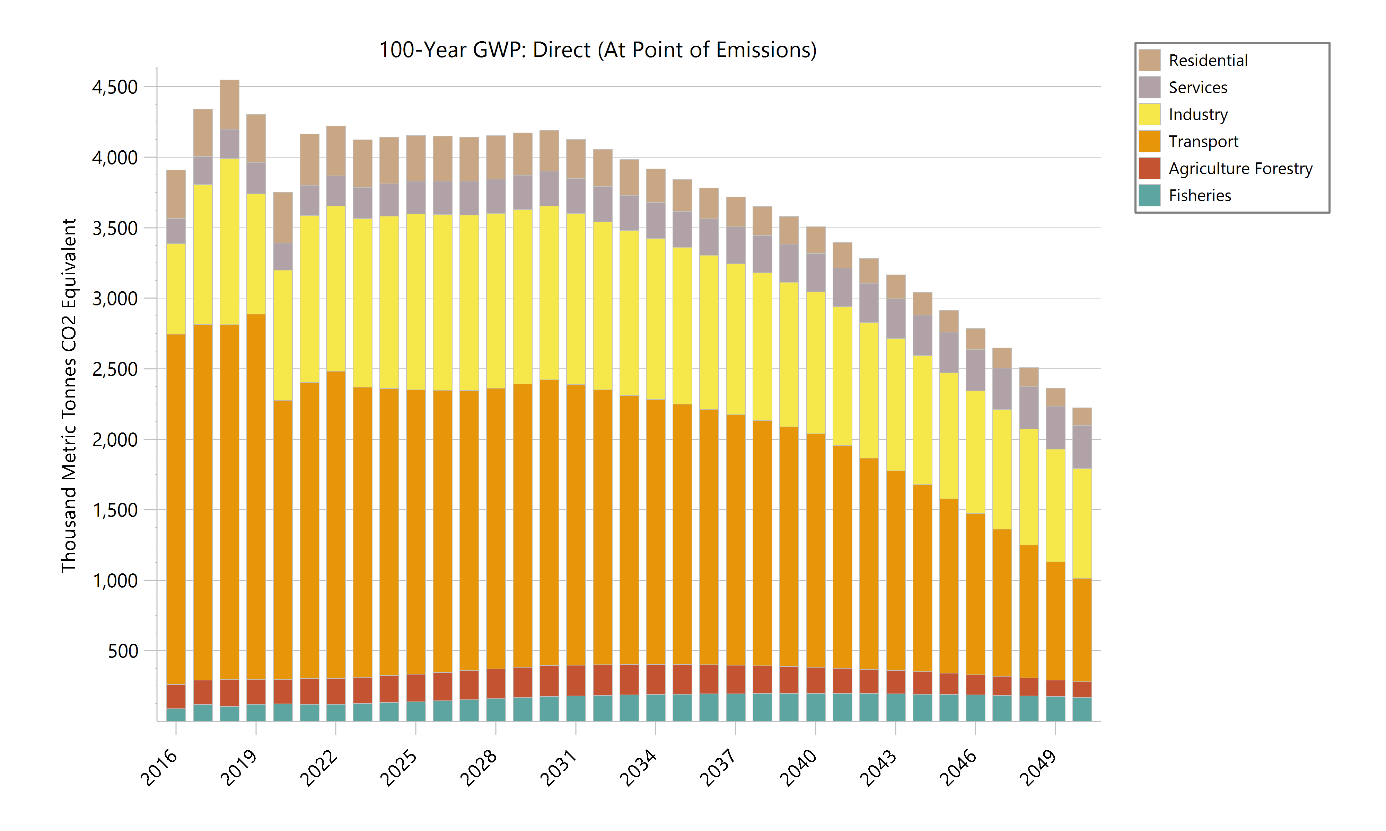 100-Year GWP: Direct (At Point of Emissions)
Residential
Services
Industry
Transport
Agriculture Forestry
Fisheries
Thousand Metric Tonnes CO2 Equivalent
4,500
4,000
3,500
3,000
2,500
2,000
1,500
1,000
500
2016
2019
2022
2025
2028
2031
2034
2037
2040
2043
2046
2049